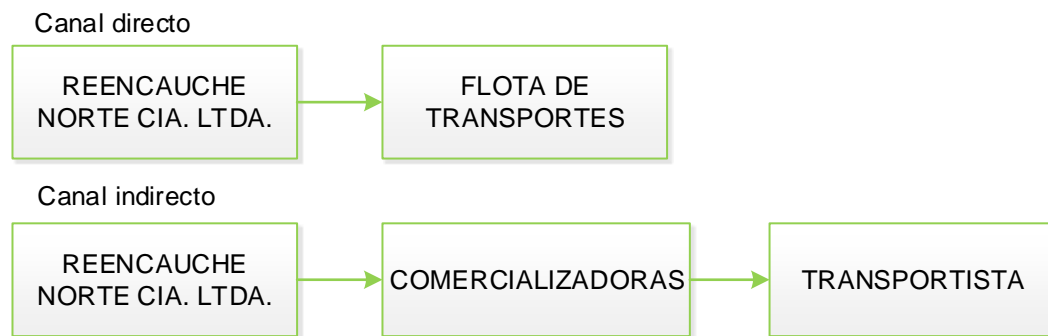 Canal directo
REENCAUCHE
NORTE CIA. LTDA.
FLOTA DE
TRANSPORTES
Canal indirecto
REENCAUCHE
NORTE CIA. LTDA.
COMERCIALIZADORAS
TRANSPORTISTA